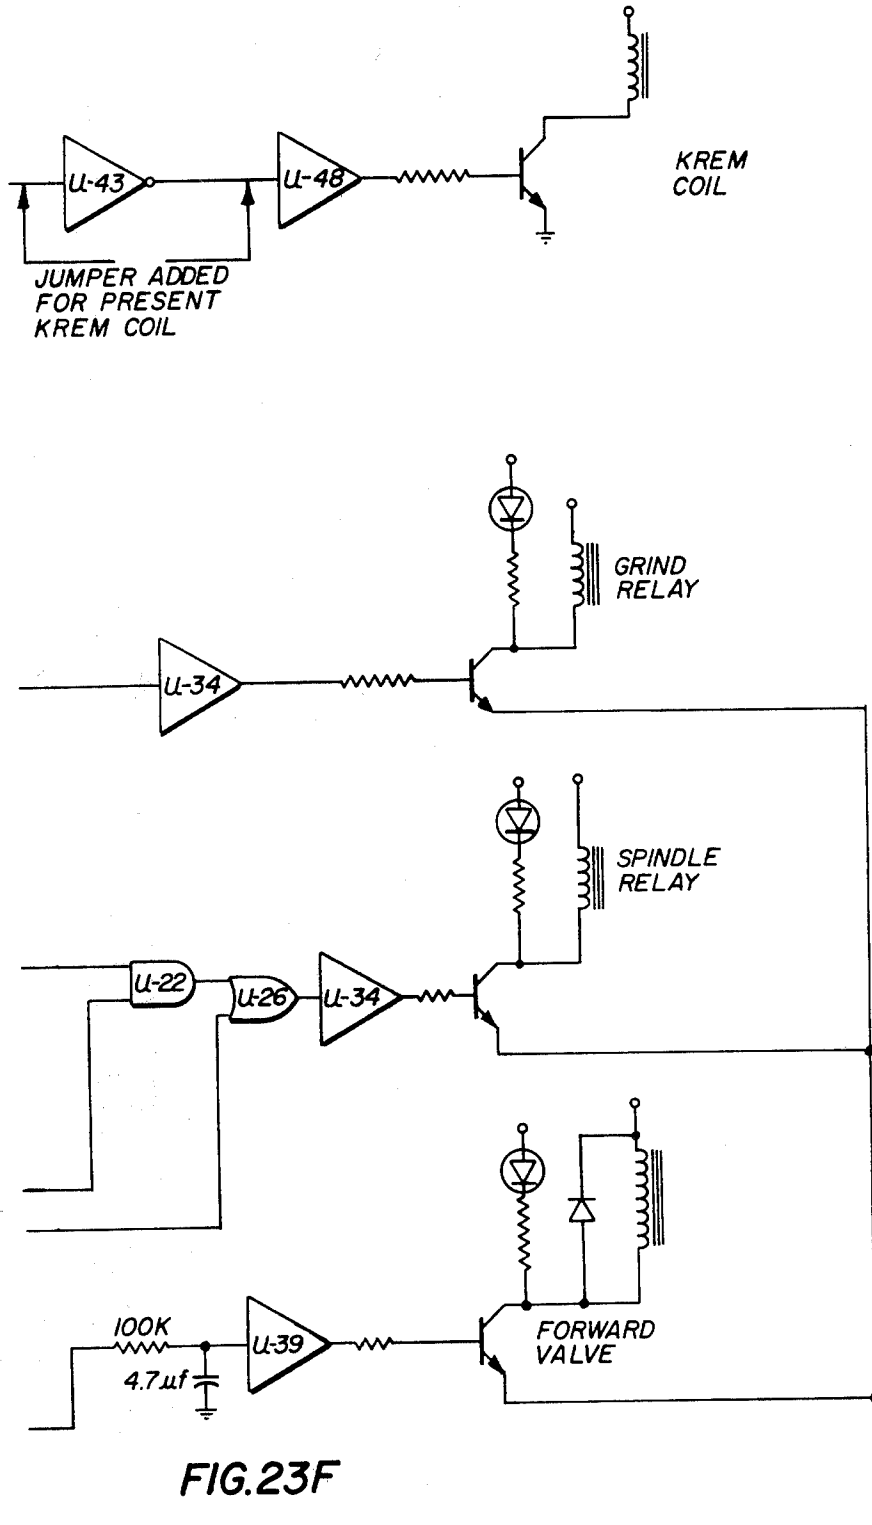 U-43
U-48
KREM
COIL
JUMPER ADDED
FOR PRESENT
KREM COIL
GRIND
RELAY
U-34
SPINDLE
RELAY
U-22
U-26
U-34
100K
4.7µf
U-39
FORWARD
VALVE
FIG.23F